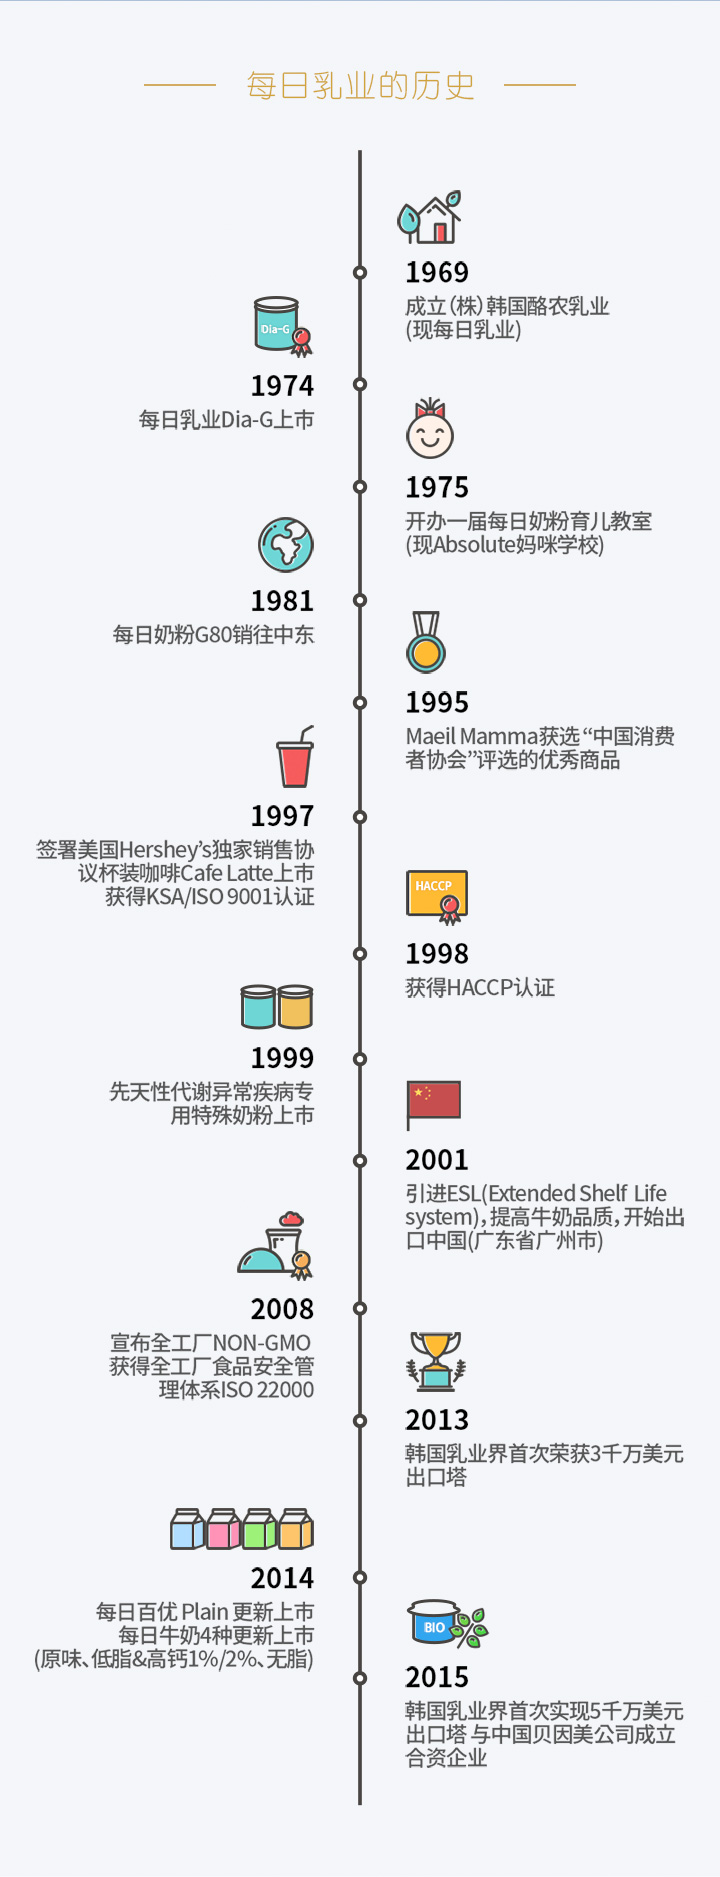 每日乳业的历史
1969
成立（株）韩国酪农乳业
(现每日乳业)
Dia-G
1974
每日乳业Dia-G上市
1975
开办一届每日奶粉育儿教室
(现Absolute妈咪学校)
1981
每日奶粉G80销往中东
1995
Maeil Mamma获选“中国消费
者协会”评选的优秀商品
1997
签署美国Hershey’s独家销售协
议杯装咖啡Cafe Latte上市
获得KSA/ISO 9001认证
HACCP
1998
获得HACCP认证
1999
先天性代谢异常疾病专
用特殊奶粉上市
2001
引进ESL(Extended Shelf Life
system)，提高牛奶品质，开始出
口中国(广东省广州市)
2008
宣布全工厂NON-GMO
获得全工厂食品安全管
理体系ISO 22000
2013
韩国乳业界首次荣获3千万美元
出口塔
2014
每日百优 Plain 更新上市
每日牛奶4种更新上市
(原味、低脂&高钙1%/2%、无脂)
BIO
2015
韩国乳业界首次实现5千万美元
出口塔 与中国贝因美公司成立
合资企业